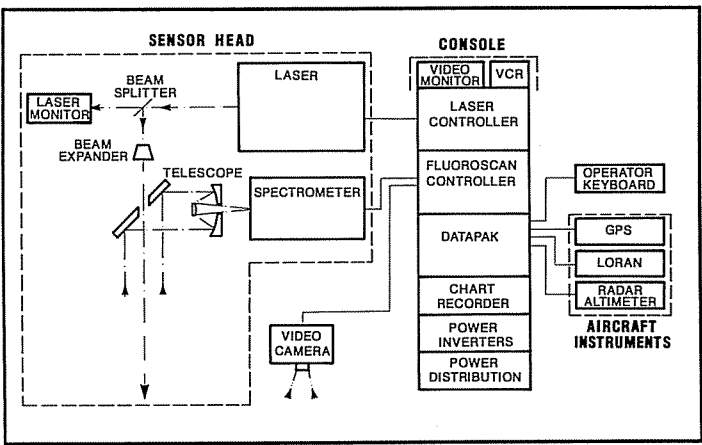 SENSOR HEAD
CONSOLE
VIDEO
MONITOR
VCR
LASER
BEAM
SPLITTER
LASER
MONITOR
LASER
CONTROLLER
BEAM
EXPANDER
TELESCOPE
SPECTROMETER
FLUOROSCAN
CONTROLLER
OPERATOR
KEYBOARD
DATAPAK
GPS
LORAN
RADAR
ALTIMETER
AIRCRAFT
INSTRUMENTS
CHART
RECORDER
VIDEO
CAMERA
POWER
INVERTERS
POWER
DISTRIBUTION